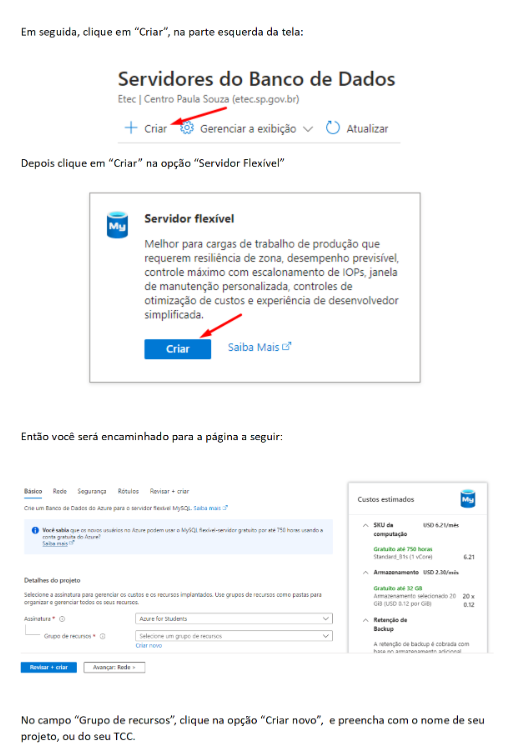 Em seguida, clique em “Criar”, na parte esquerda da tela:
Servidores do Banco de Dados
Etec | Centro Paula Souza (etec.sp.gov.br)
Criar
Gerenciar a exibição
Atualizar
Depois clique em “Criar” na opção “Servidor Flexível”
My
Servidor flexível
Melhor para cargas de trabalho de produção que
requerem resiliência de zona, desempenho previsível,
controle máximo com escalonamento de IOPs, janela
de manutenção personalizada, controles de
otimização de custos e experiência de desenvolvedor
simplificada.
Criar
Saiba Mais
Então você será encaminhado para a página a seguir:
Básico Rede Segurança Rótulos Revisar + criar
Crie um Banco de Dados do Azure para o servidor flexível MySQL. Saiba mais
Você sabia que os novos usuários no Azure podem usar o MySQL flexível-servidor gratuito por até 750 horas usando a
conta gratuita do Azure?
Saiba mais
Detalhes do projeto
Selecione a assinatura para gerenciar os custos e os recursos implantados. Use grupos de recursos como pastas para
organizar e gerenciar todos os seus recursos.
Assinatura *
Azure for Students
Grupo de recursos *
Selecione um grupo de recursos
Criar novo
Revisar + criar
Avançar: Rede >
Custos estimados
My
SKU da computação
USD 6.21/mês
Gratuito até 750 horas
Standard_B1s (1 vCore)
6.21
Armazenamento USD 2.30/mês
Gratuito até 32 GB
Armazenamento selecionado 20
GiB (USD 0.12 por GiB)
20 x
0.12
Retenção de
Backup
A retenção de backup é cobrada com
base no armazenamento adicional
No campo “Grupo de recursos”, clique na opção “Criar novo”, e preencha com o nome de seu
projeto, ou do seu TCC.